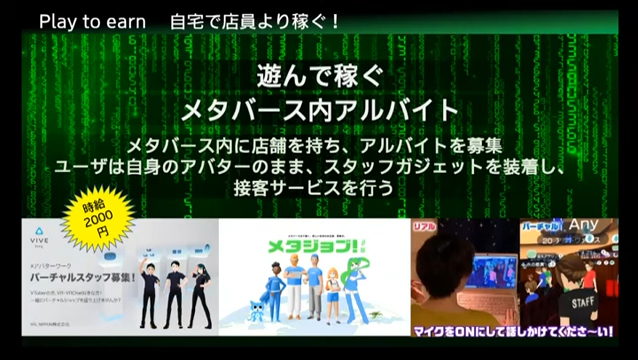 Play to earn　自宅で店員より稼ぐ！
遊んで稼ぐ
メタバース内アルバイト
メタバース内に店舗を持ち、アルバイトを募集
ユーザは自身のアバターのまま、スタッフガジェットを装着し、
接客サービスを行う
時給
2000
円
VIVE
#アバターワーク
バーチャルスタッフ募集！
メタジョブ！
リアル
バーチャル
Any
STAFF
マイクをONにして話しかけてくださ〜い!